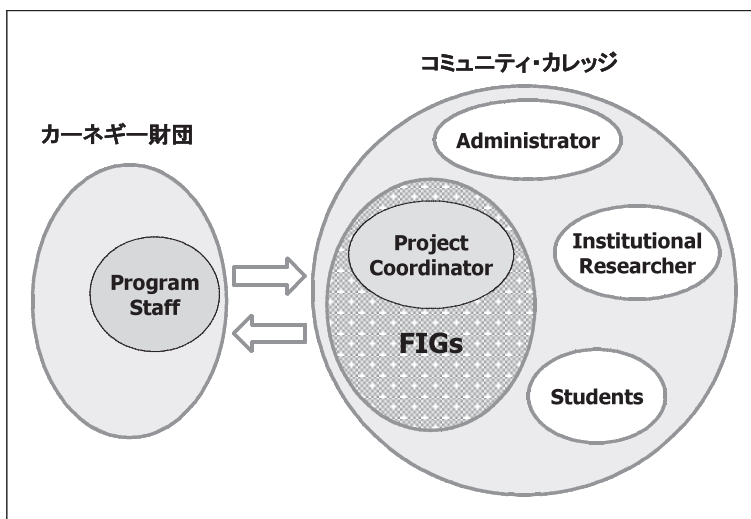 コミュニティ・カレッジ
カーネギー財団
Administrator
Project
Coordinator
Institutional
Researcher
Program
Staff
FIGs
Students